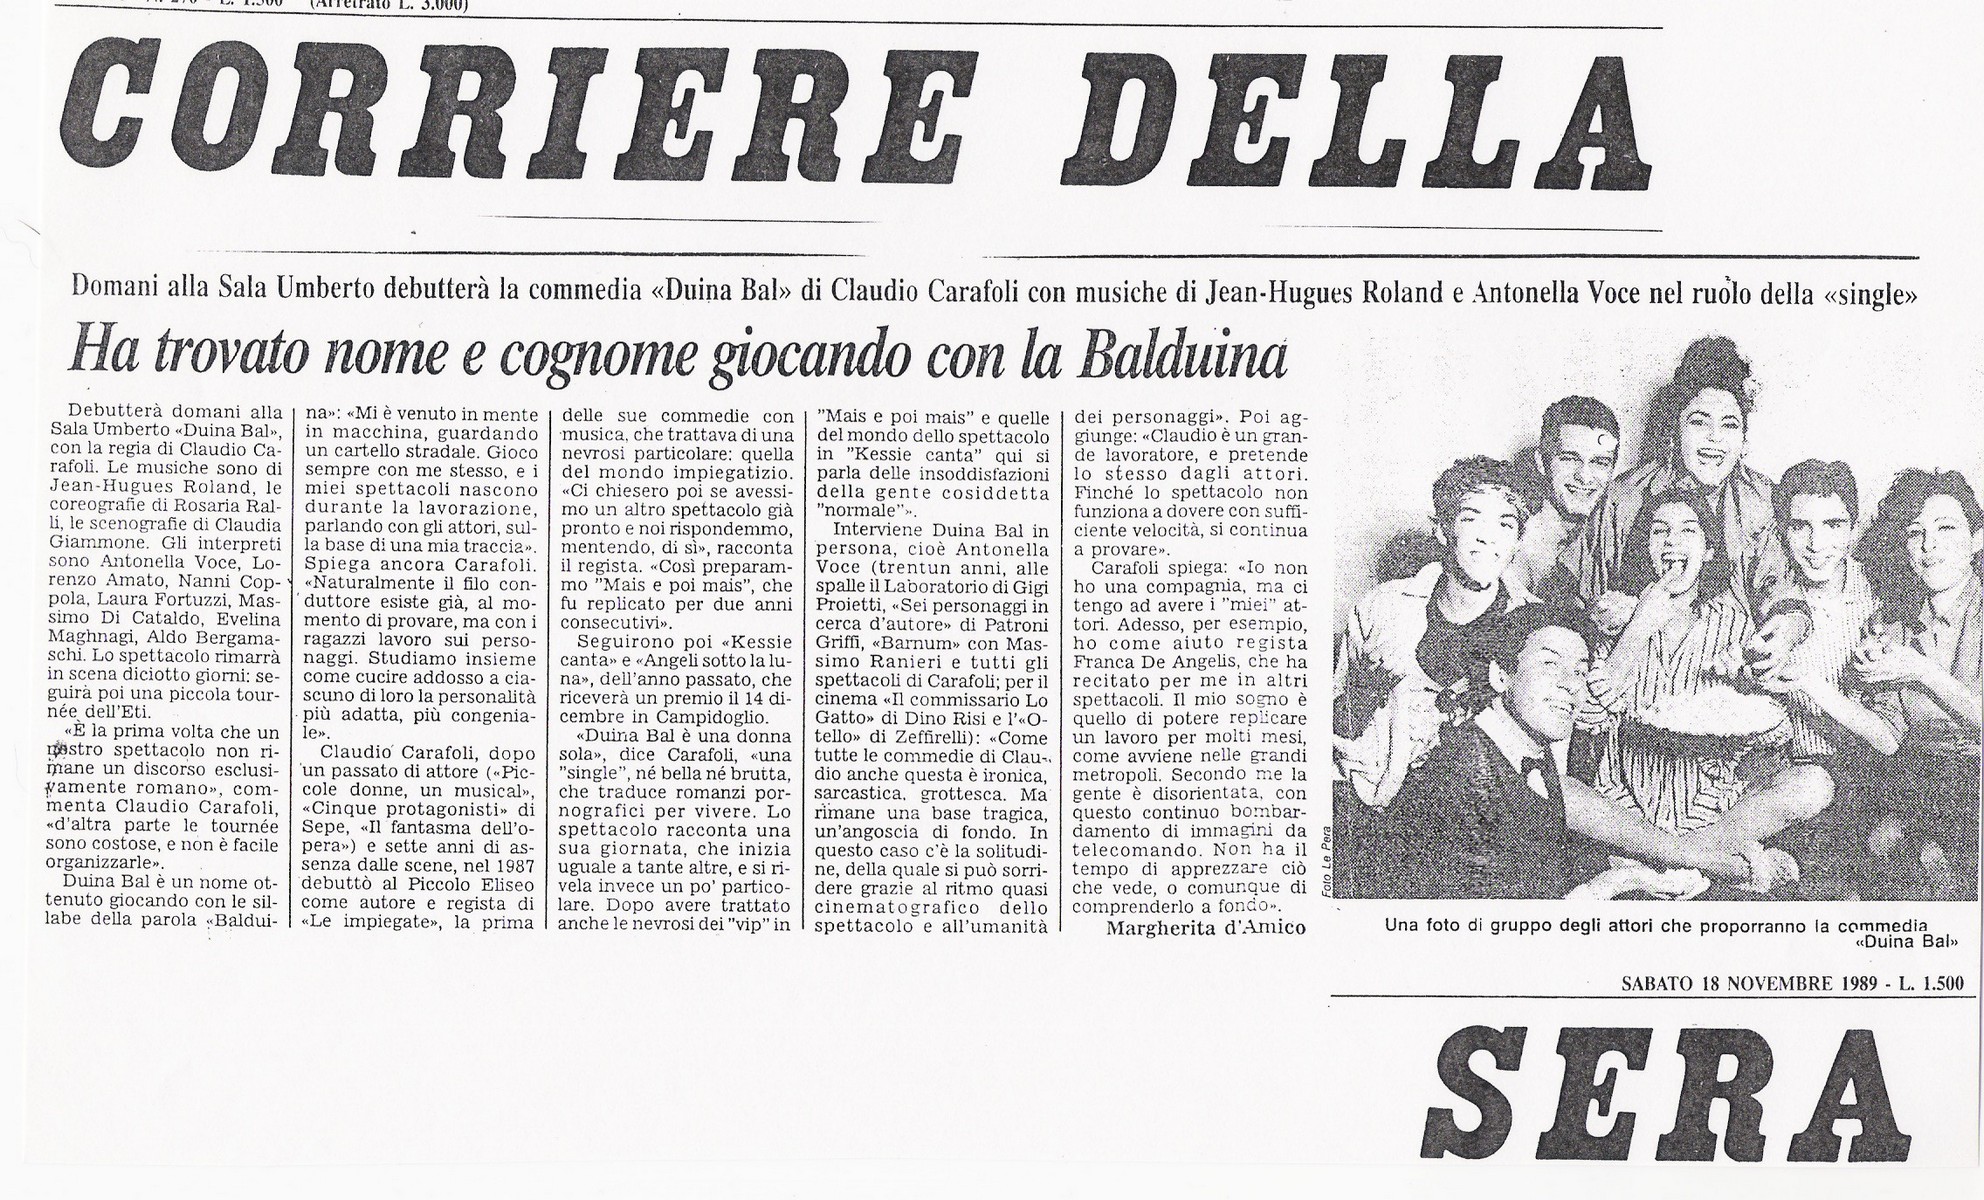 (Arretrato L. 3.000)
CORRIERE DELLA
Domani alla Sala Umberto debutterà la commedia «Duina Bal» di Claudio Carafoli con musiche di Jean-Hugues Roland e Antonella Voce nel ruolo della «single»
Ha trovato nome e cognome giocando con la Balduina
Debutterà domani alla
Sala Umberto «Duina Bal»,
con la regia di Claudio Ca-
rafoli. Le musiche sono di
Jean-Hugues Roland, le
coreografie di Rosaria Ral-
li, le scenografie di Claudia
Giammone. Gli interpreti
sono Antonella Voce, Lo-
renzo Amato, Nanni Cop-
pola, Laura Fortuzzi, Mas-
simo Di Cataldo, Evelina
Maghnagi, Aldo Bergama-
schi. Lo spettacolo rimarrà
in scena diciotto giorni: se-
guirà poi una piccola tour-
née dell'Eti.
«È la prima volta che un
nostro spettacolo non ri-
mane un discorso esclusi-
vamente romano», com-
menta Claudio Carafoli,
«d'altra parte le tournée
sono costose, e non è facile
organizzarle».
Duina Bal è un nome ot-
tenuto giocando con le sil-
labe della parola «Baldui-
na»: «Mi è venuto in mente
in macchina, guardando
un cartello stradale. Gioco
sempre con me stesso, e i
miei spettacoli nascono
durante la lavorazione,
parlando con gli attori, sul-
la base di una mia traccia».
Spiega ancora Carafoli.
«Naturalmente il filo con-
duttore esiste già, al mo-
mento di provare, ma con i
ragazzi lavoro sui perso-
naggi. Studiamo insieme
come cucire addosso a cia-
scuno di loro la personalità
più adatta, più congenia-
le».
Claudio Carafoli, dopo
un passato di attore («Pic-
cole donne, un musical»,
«Cinque protagonisti» di
Sepe, «Il fantasma dell'o-
pera») e sette anni di as-
senza dalle scene, nel 1987
debuttò al Piccolo Eliseo
come autore e regista di
«Le impiegate», la prima
delle sue commedie con
musica, che trattava di una
nevrosi particolare: quella
del mondo impiegatizio.
«Ci chiesero poi se avessi-
mo un altro spettacolo già
pronto e noi rispondemmo,
mentendo, di sì», racconta
il regista. «Così preparam-
mo "Mais e poi mais", che
fu replicato per due anni
consecutivi».
Seguirono poi «Kessie
canta» e «Angeli sotto la lu-
na», dell'anno passato, che
riceverà un premio il 14 di-
cembre in Campidoglio.
«Duina Bal è una donna
sola», dice Carafoli, «una
"single", né bella né brutta,
che traduce romanzi por-
nografici per vivere. Lo
spettacolo racconta una
sua giornata, che inizia
uguale a tante altre, e si ri-
vela invece un po' partico-
lare. Dopo avere trattato
anche le nevrosi dei "vip" in
"Mais e poi mais" e quelle
del mondo dello spettacolo
in "Kessie canta" qui si
parla delle insoddisfazioni
della gente cosiddetta
"normale"».
Interviene Duina Bal in
persona, cioè Antonella
Voce (trentun anni, alle
spalle il Laboratorio di Gigi
Proietti, «Sei personaggi in
cerca d'autore» di Patroni
Griffi, «Barnum» con Mas-
simo Ranieri e tutti gli
spettacoli di Carafoli; per il
cinema «Il commissario Lo
Gatto» di Dino Risi e l'«O-
tello» di Zeffirelli): «Come
tutte le commedie di Clau-
dio anche questa è ironica,
sarcastica, grottesca. Ma
rimane una base tragica,
un'angoscia di fondo. In
questo caso c'è la solitudi-
ne, della quale si può sorri-
dere grazie al ritmo quasi
cinematografico dello
spettacolo e all'umanità
dei personaggi». Poi ag-
giunge: «Claudio è un gran-
de lavoratore, e pretende
lo stesso dagli attori.
Finché lo spettacolo non
funziona a dovere con suffi-
ciente velocità, si continua
a provare».
Carafoli spiega: «Io non
ho una compagnia, ma ci
tengo ad avere i "miei" at-
tori. Adesso, per esempio,
ho come aiuto regista
Franca De Angelis, che ha
recitato per me in altri
spettacoli. Il mio sogno è
quello di potere replicare
un lavoro per molti mesi,
come avviene nelle grandi
metropoli. Secondo me la
gente è disorientata, con
questo continuo bombar-
damento di immagini da
telecomando. Non ha il
tempo di apprezzare ciò
che vede, o comunque di
comprenderlo a fondo».
Margherita d'Amico
Foto Le Pera
Una foto di gruppo degli attori che proporranno la commedia
«Duina Bal»
SABATO 18 NOVEMBRE 1989 - L. 1.500
SERA